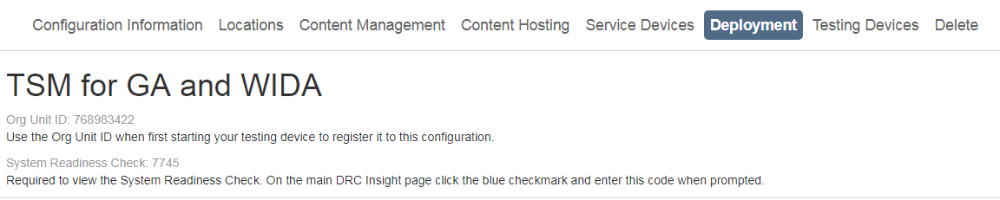 Configuration Information Locations Content Management Content Hosting Service Devices Deployment Testing Devices Delete
TSM for GA and WIDA
Org Unit ID: 768983422
Use the Org Unit ID when first starting your testing device to register it to this configuration.
System Readiness Check: 7745
Required to view the System Readiness Check. On the main DRC Insight page click the blue checkmark and enter this code when prompted.